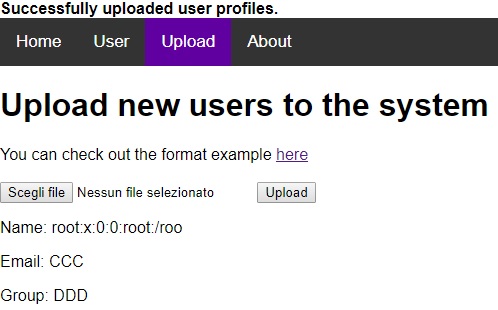 Successfully uploaded user profiles.
Home User Upload About
Upload new users to the system
You can check out the format example here
Scegli file Nessun file selezionato Upload
Name: root:x:0:0:root:/roo
Email: CCC
Group: DDD